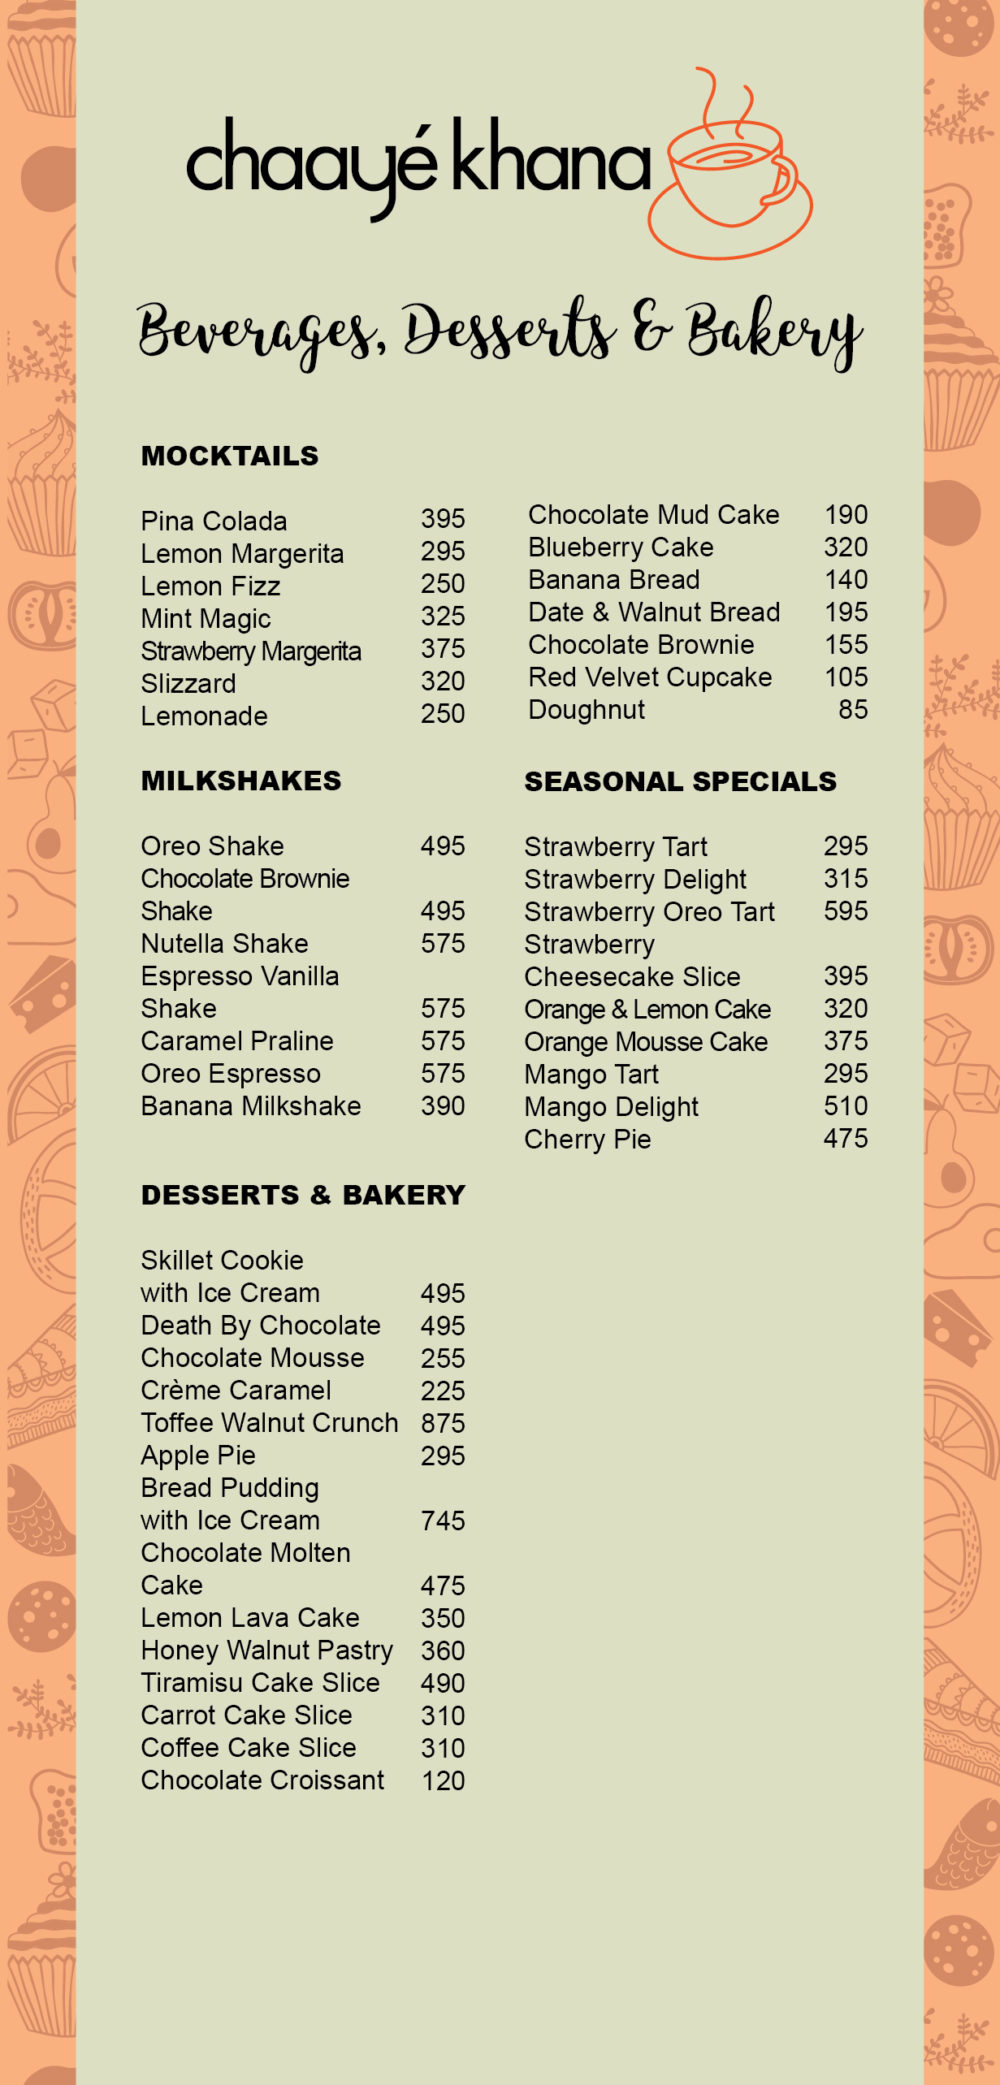 chaayé khana
Beverages, Desserts & Bakery
MOCKTAILS
Pina Colada 395
Lemon Margerita 295
Lemon Fizz 250
Mint Magic 325
Strawberry Margerita 375
Slizzard 320
Lemonade 250
MILKSHAKES
Oreo Shake 495
Chocolate Brownie
Shake 495
Nutella Shake 575
Espresso Vanilla
Shake 575
Caramel Praline 575
Oreo Espresso 575
Banana Milkshake 390
DESSERTS & BAKERY
Skillet Cookie
with Ice Cream 495
Death By Chocolate 495
Chocolate Mousse 255
Crème Caramel 225
Toffee Walnut Crunch 875
Apple Pie 295
Bread Pudding
with Ice Cream 745
Chocolate Molten
Cake 475
Lemon Lava Cake 350
Honey Walnut Pastry 360
Tiramisu Cake Slice 490
Carrot Cake Slice 310
Coffee Cake Slice 310
Chocolate Croissant 120
Chocolate Mud Cake 190
Blueberry Cake 320
Banana Bread 140
Date & Walnut Bread 195
Chocolate Brownie 155
Red Velvet Cupcake 105
Doughnut 85
SEASONAL SPECIALS
Strawberry Tart 295
Strawberry Delight 315
Strawberry Oreo Tart 595
Strawberry
Cheesecake Slice 395
Orange & Lemon Cake 320
Orange Mousse Cake 375
Mango Tart 295
Mango Delight 510
Cherry Pie 475